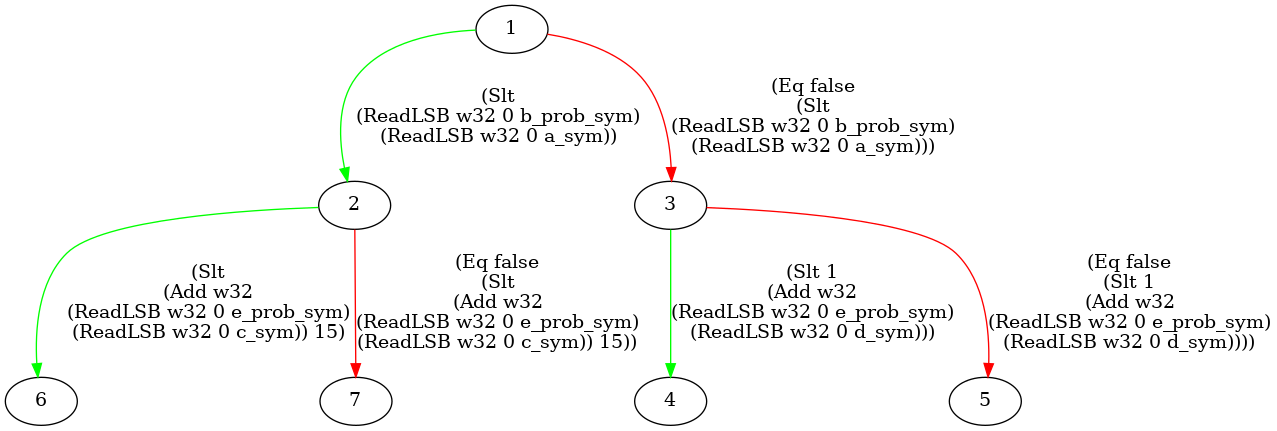 1
(Slt
(ReadLSB w32 0 b_prob_sym)
(ReadLSB w32 0 a_sym))
(Eq false
(Slt
(ReadLSB w32 0 b_prob_sym)
(ReadLSB w32 0 a_sym)))
2
3
(Slt
(Add w32
(ReadLSB w32 0 e_prob_sym)
(ReadLSB w32 0 c_sym)) 15)
(Eq false
(Slt
(Add w32
(ReadLSB w32 0 e_prob_sym)
(ReadLSB w32 0 c_sym)) 15))
(Slt 1
(Add w32
(ReadLSB w32 0 e_prob_sym)
(ReadLSB w32 0 d_sym)))
(Eq false
(Slt 1
(Add w32
(ReadLSB w32 0 e_prob_sym)
(ReadLSB w32 0 d_sym))))
6
7
4
5